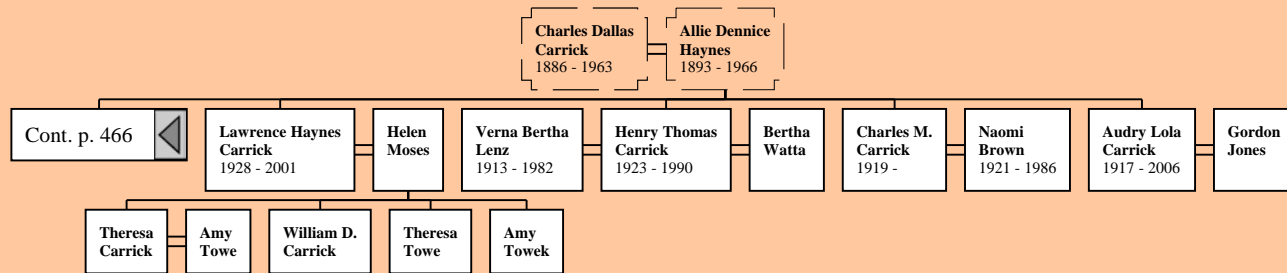 Charles Dallas
Carrick
1886 - 1963
Allie Dennice
Haynes
1893 - 1966
Cont. p. 466
Lawrence Haynes
Carrick
1928 - 2001
Helen
Moses
Verna Bertha
Lenz
1913 - 1982
Henry Thomas
Carrick
1923 - 1990
Bertha
Watta
Charles M.
Carrick
1919 -
Naomi
Brown
1921 - 1986
Audry Lola
Carrick
1917 - 2006
Gordon
Jones
Theresa
Carrick
Amy
Towe
William D.
Carrick
Theresa
Towe
Amy
Towek